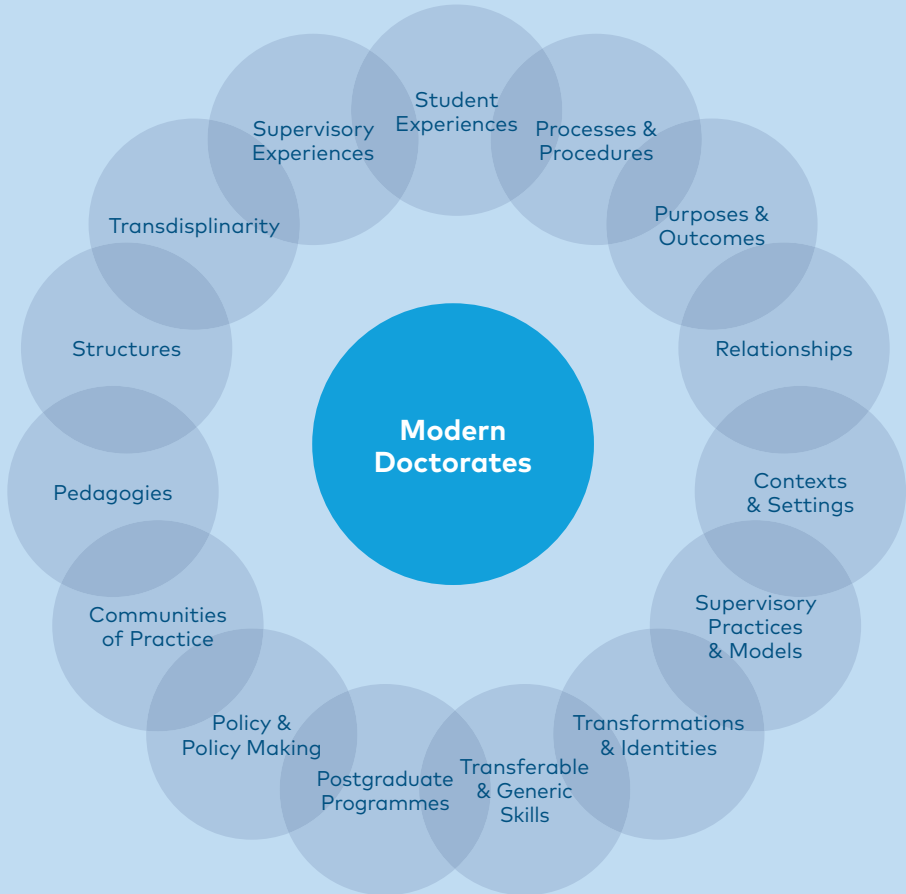 Student
Experiences
Processes &
Procedures
Purposes &
Outcomes
Relationships
Contexts
& Settings
Supervisory
Practices
& Models
Transformations
& Identities
Transferable
& Generic
Skills
Postgraduate
Programmes
Policy &
Policy Making
Communities
of Practice
Pedagogies
Structures
Transdisplinarity
Supervisory
Experiences
Modern
Doctorates